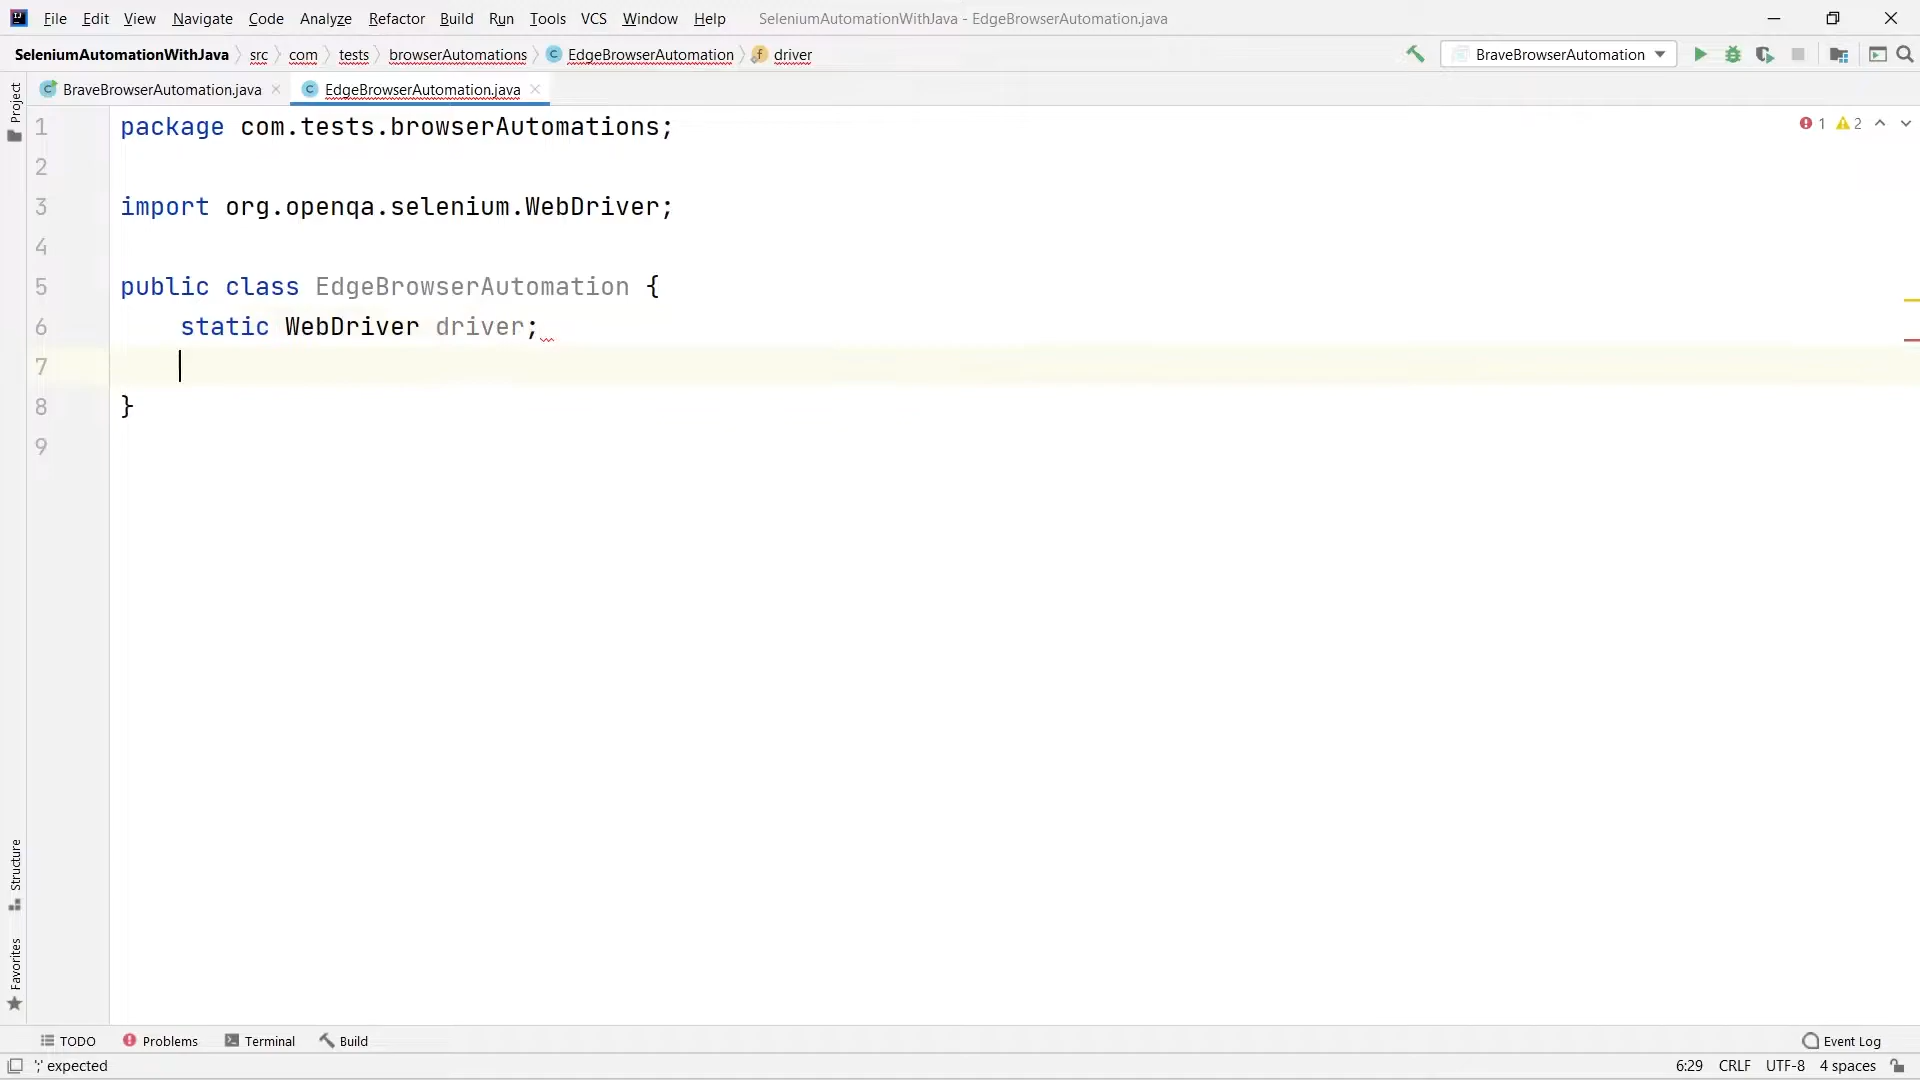 File Edit View Navigate Code Analyze Refactor Build Run Tools VCS Window Help SeleniumAutomationWithJava - EdgeBrowserAutomation.java
SeleniumAutomationWithJava src com tests browserAutomations EdgeBrowserAutomation driver BraveBrowserAutomation
BraveBrowserAutomation.java EdgeBrowserAutomation.java
Project
1 package com.tests.browserAutomations;
1 2
2
3 import org.openqa.selenium.WebDriver;
4
5 public class EdgeBrowserAutomation {
6 static WebDriver driver;
7
8 }
9
Structure
Favorites
TODO Problems Terminal Build Event Log
';' expected 6:29 CRLF UTF-8 4 spaces